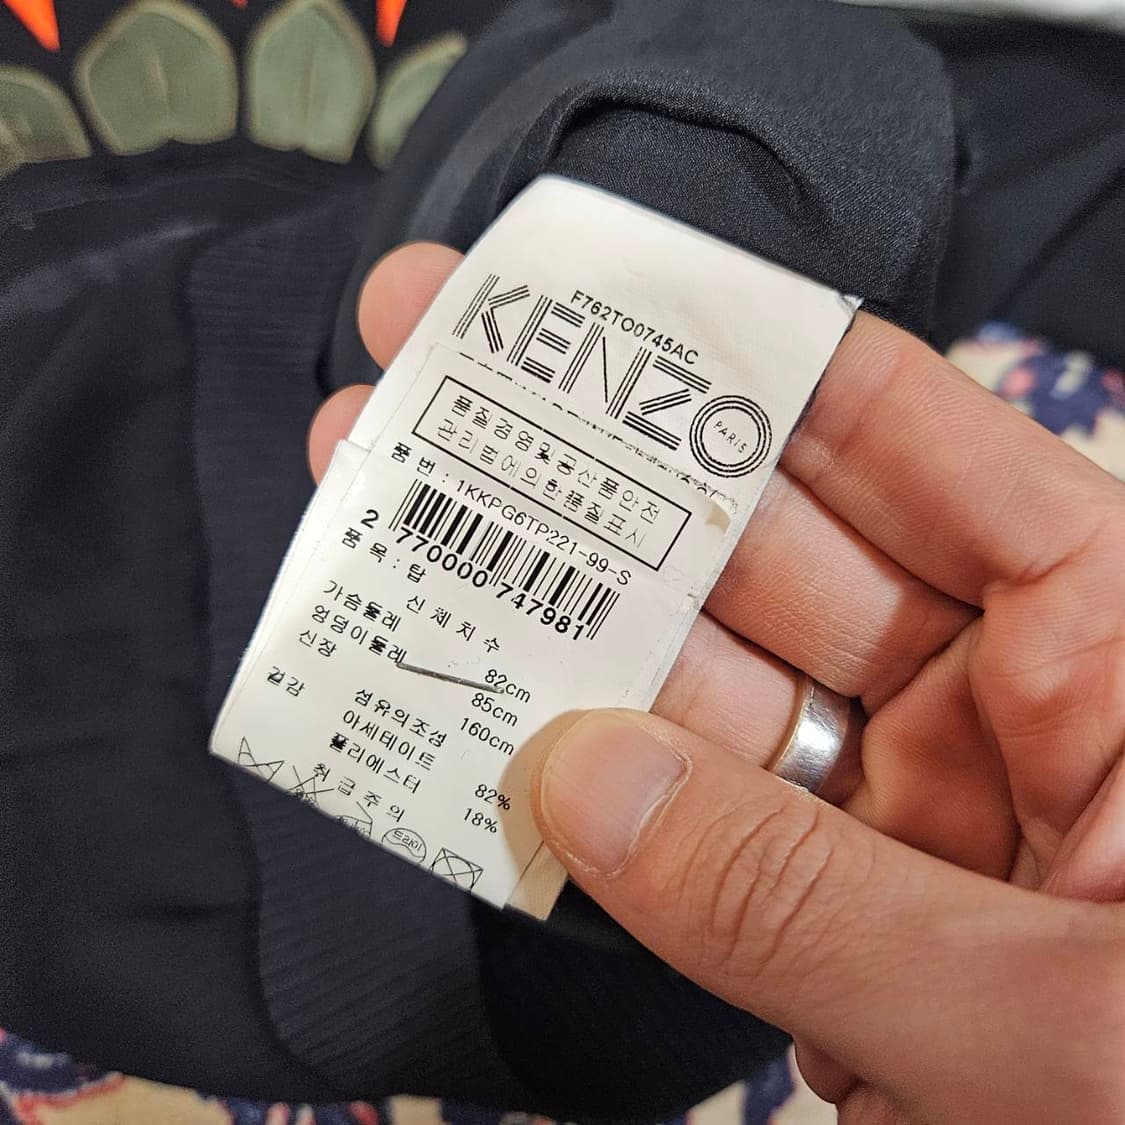 F762TO0745AC
KENZO
PARIS
품질경영및공산품안전
관리법에의한품질표시
품 번 : 1KKPG6TP221-99-S
2 770000 747981
품 목 : 탑
신 체 치 수
가슴둘레 82cm
엉덩이둘레 85cm
신장 160cm
겉감 섬유의조성
아세테이트 82%
폴리에스터 18%
취 급 주 의
드라이